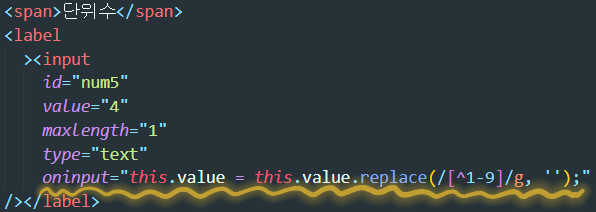 <span>단위수</span>
<label
><input
id="num5"
value="4"
maxlength="1"
type="text"
oninput="this.value = this.value.replace(/[^1-9]/g, '');"
/></label>